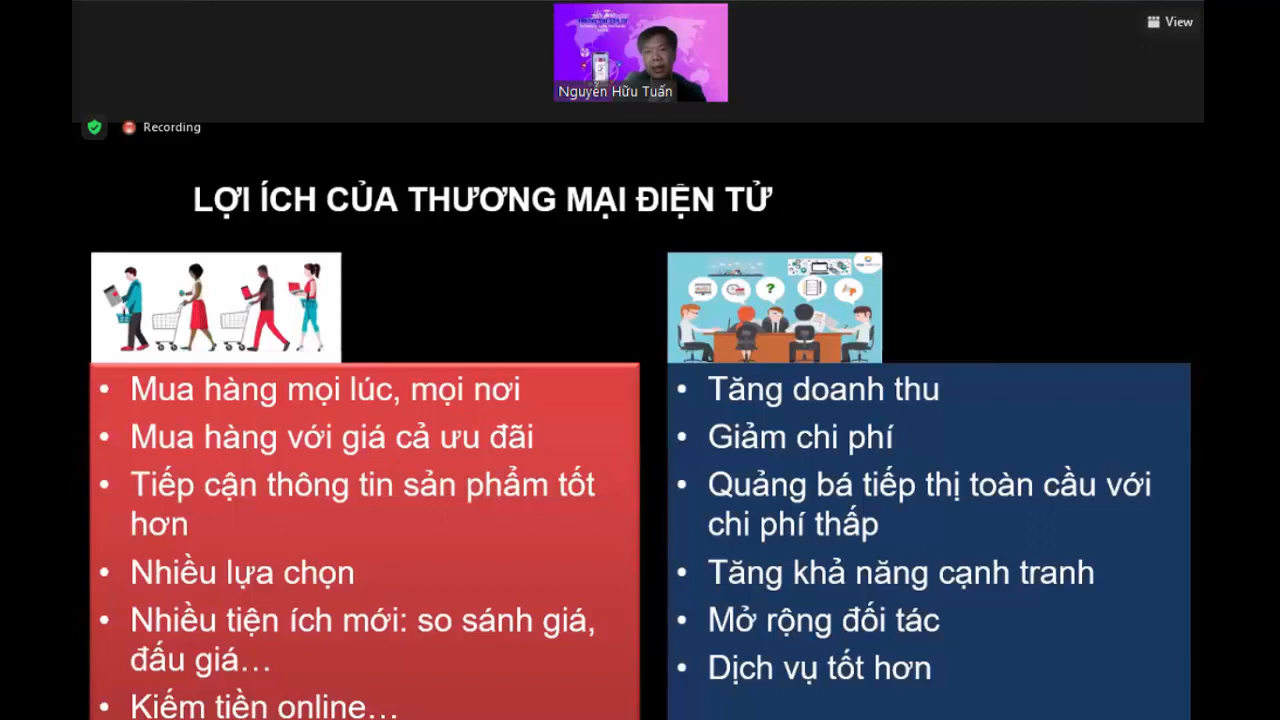 View
Nguyễn Hữu Tuấn
Recording
LỢI ÍCH CỦA THƯƠNG MẠI ĐIỆN TỬ
• Mua hàng mọi lúc, mọi nơi
• Mua hàng với giá cả ưu đãi
• Tiếp cận thông tin sản phẩm tốt
hơn
• Nhiều lựa chọn
• Nhiều tiện ích mới: so sánh giá,
đấu giá…
• Kiếm tiền online…
• Tăng doanh thu
• Giảm chi phí
• Quảng bá tiếp thị toàn cầu với
chi phí thấp
• Tăng khả năng cạnh tranh
• Mở rộng đối tác
• Dịch vụ tốt hơn